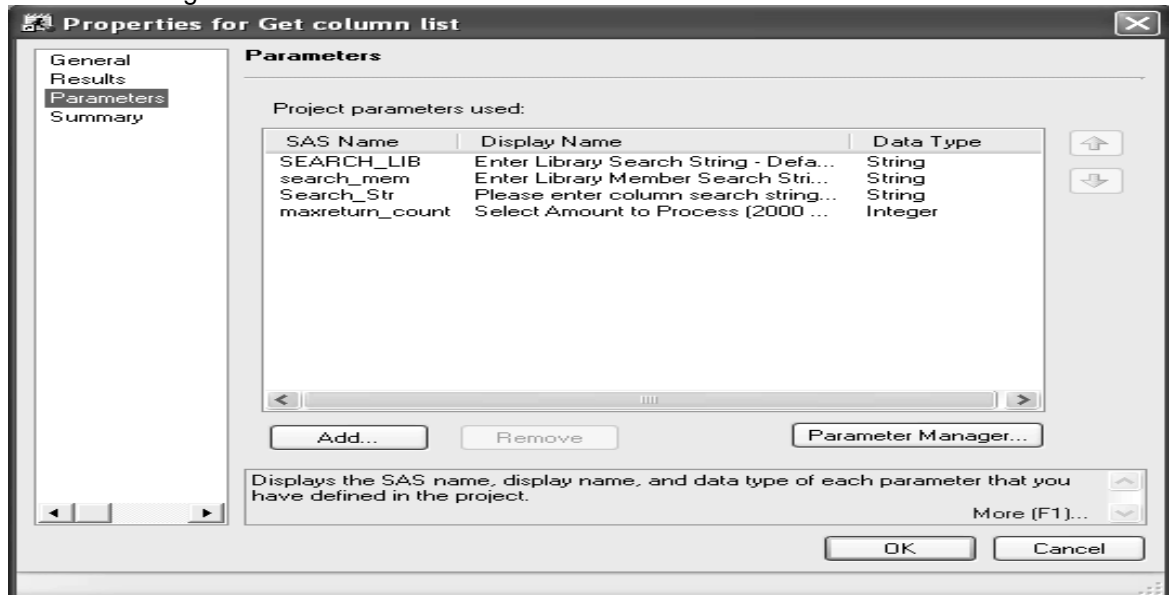 Properties for Get column list
General
Results
Parameters
Summary
Parameters
Project parameters used:
SAS Name Display Name Data Type
SEARCH_LIB Enter Library Search String - Defa... String
search_mem Enter Library Member Search Stri... String
Search_Str Please enter column search string... String
maxreturn_count Select Amount to Process (2000 ... Integer
Add... Remove Parameter Manager...
Displays the SAS name, display name, and data type of each parameter that you
have defined in the project.
More (F1)...
OK Cancel